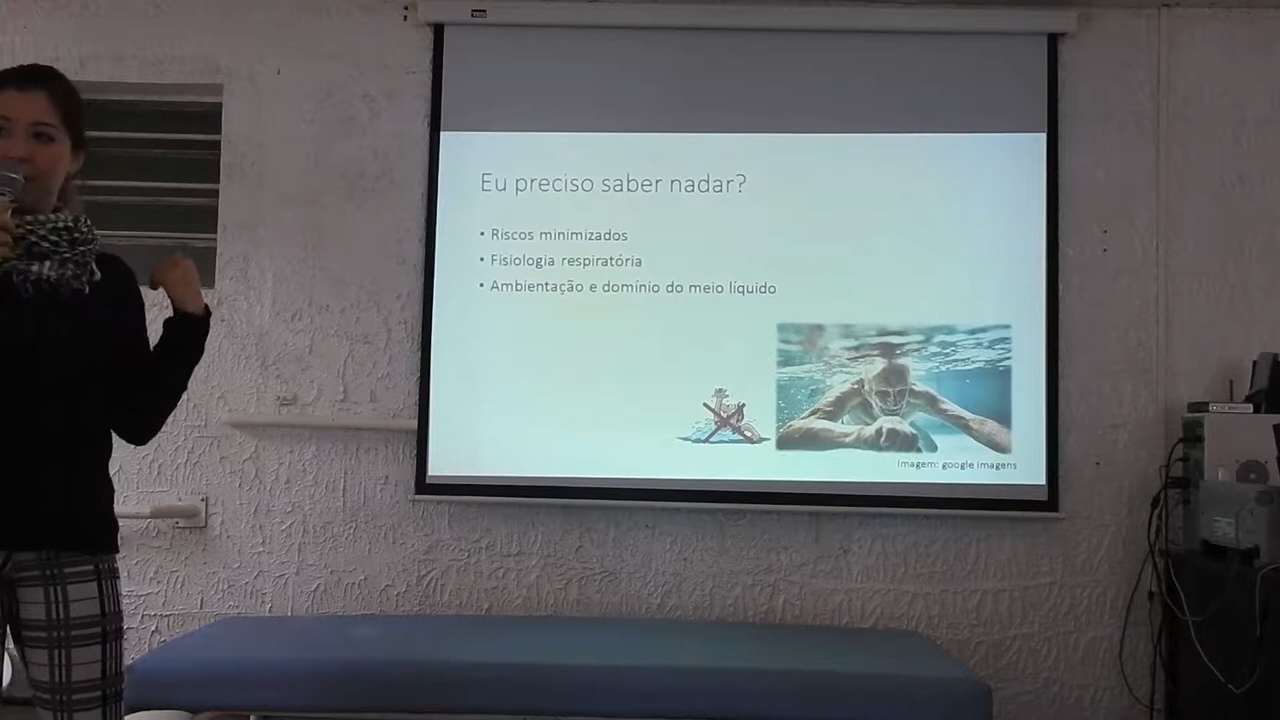 Eu preciso saber nadar?
• Riscos minimizados
• Fisiologia respiratória
• Ambientação e domínio do meio líquido
Imagem: google imagens